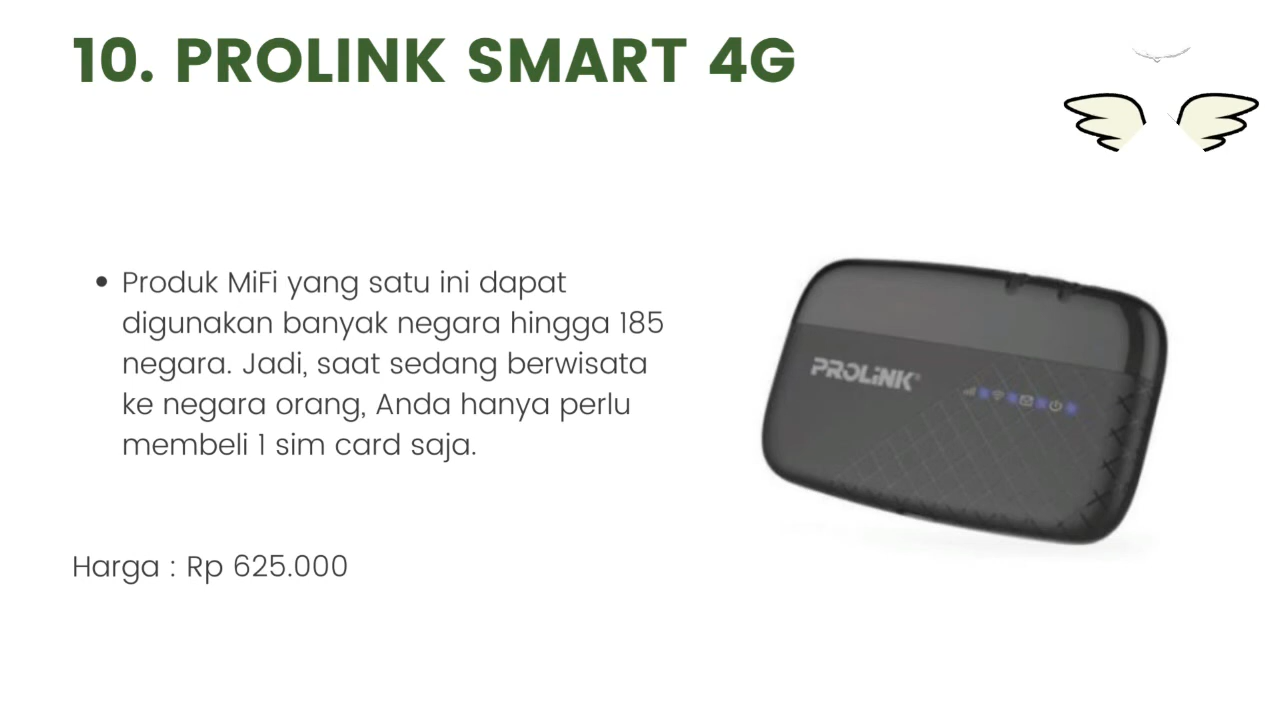 10. PROLINK SMART 4G
• Produk MiFi yang satu ini dapat
digunakan banyak negara hingga 185
negara. Jadi, saat sedang berwisata
ke negara orang, Anda hanya perlu
membeli 1 sim card saja.
PROLiNK®
Harga : Rp 625.000